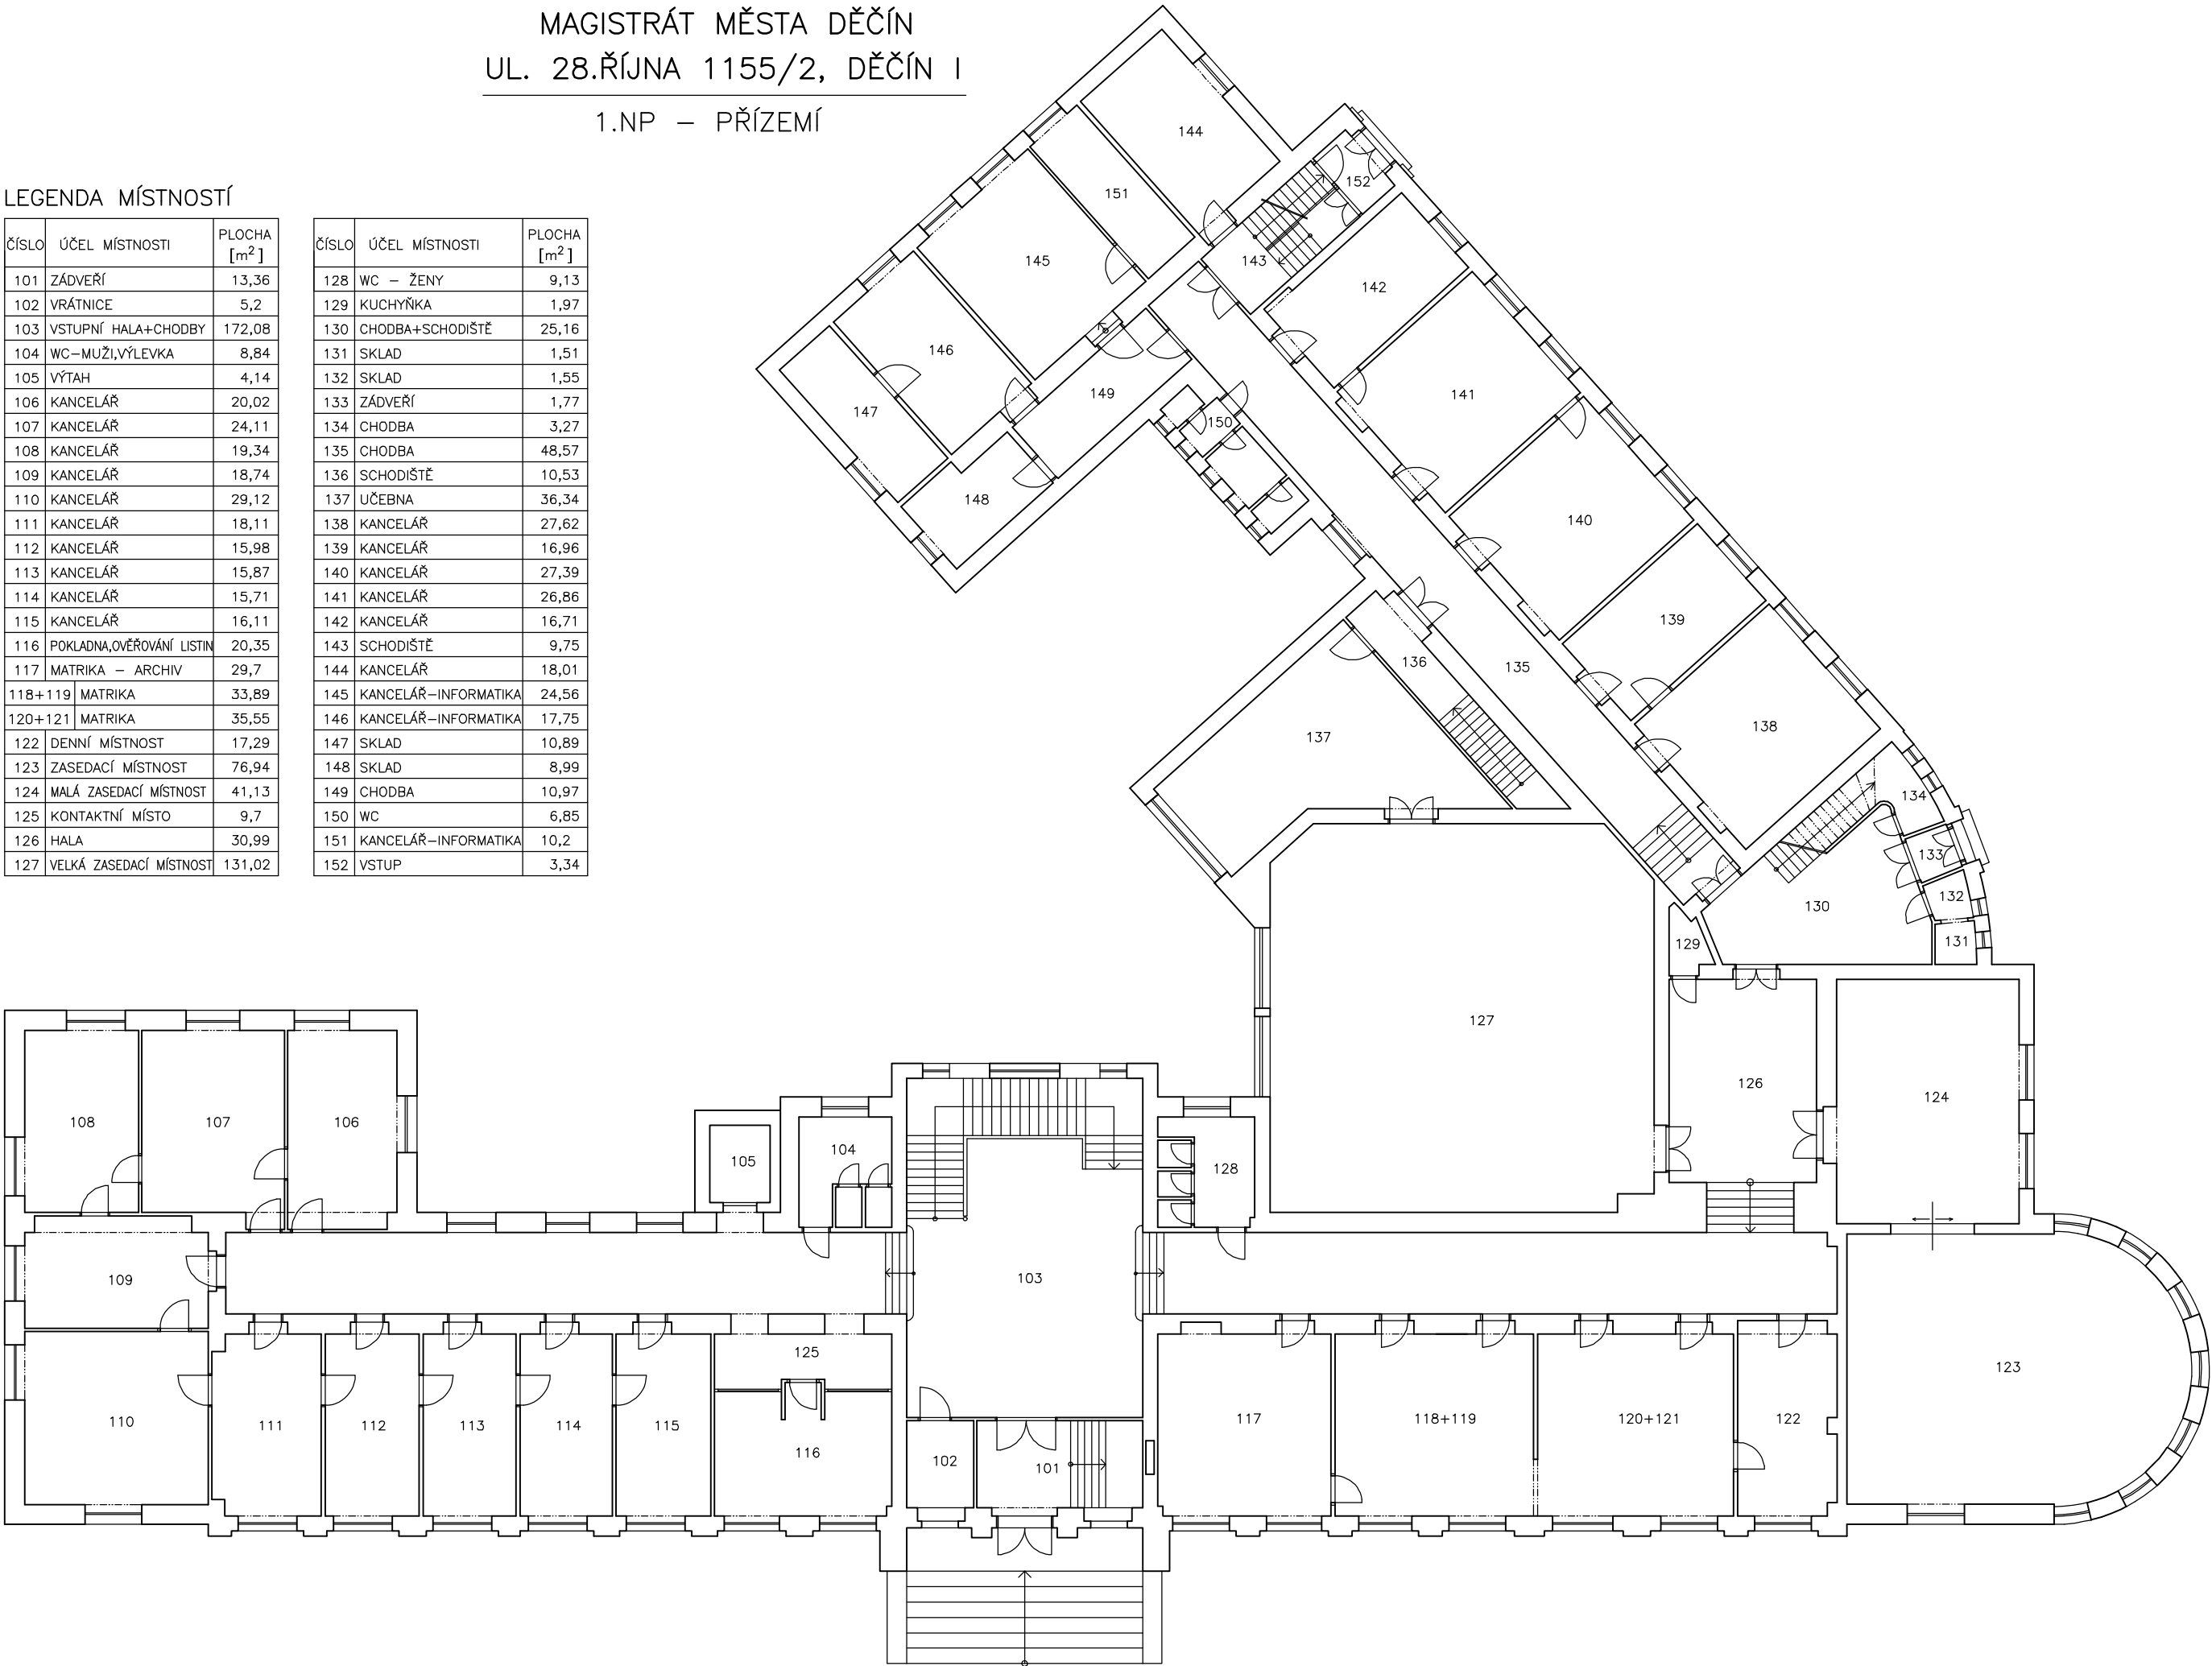 MAGISTRÁT MĚSTA DĚČÍN
UL. 28.ŘÍJNA 1155/2, DĚČÍN I
1.NP – PŘÍZEMÍ
LEGENDA MÍSTNOSTÍ
ČÍSLO ÚČEL MÍSTNOSTI PLOCHA [m²]
101 ZÁDVEŘÍ 13,36
102 VRÁTNICE 5,2
103 VSTUPNÍ HALA+CHODBY 172,08
104 WC–MUŽI,VÝLEVKA 8,84
105 VÝTAH 4,14
106 KANCELÁŘ 20,02
107 KANCELÁŘ 24,11
108 KANCELÁŘ 19,34
109 KANCELÁŘ 18,74
110 KANCELÁŘ 29,12
111 KANCELÁŘ 18,11
112 KANCELÁŘ 15,98
113 KANCELÁŘ 15,87
114 KANCELÁŘ 15,71
115 KANCELÁŘ 16,11
116 POKLADNA,OVĚŘOVÁNÍ LISTIN 20,35
117 MATRIKA – ARCHIV 29,7
118+119 MATRIKA 33,89
120+121 MATRIKA 35,55
122 DENNÍ MÍSTNOST 17,29
123 ZASEDACÍ MÍSTNOST 76,94
124 MALÁ ZASEDACÍ MÍSTNOST 41,13
125 KONTAKTNÍ MÍSTO 9,7
126 HALA 30,99
127 VELKÁ ZASEDACÍ MÍSTNOST 131,02
ČÍSLO ÚČEL MÍSTNOSTI PLOCHA [m²]
128 WC – ŽENY 9,13
129 KUCHYŇKA 1,97
130 CHODBA+SCHODIŠTĚ 25,16
131 SKLAD 1,51
132 SKLAD 1,55
133 ZÁDVEŘÍ 1,77
134 CHODBA 3,27
135 CHODBA 48,57
136 SCHODIŠTĚ 10,53
137 UČEBNA 36,34
138 KANCELÁŘ 27,62
139 KANCELÁŘ 16,96
140 KANCELÁŘ 27,39
141 KANCELÁŘ 26,86
142 KANCELÁŘ 16,71
143 SCHODIŠTĚ 9,75
144 KANCELÁŘ 18,01
145 KANCELÁŘ–INFORMATIKA 24,56
146 KANCELÁŘ–INFORMATIKA 17,75
147 SKLAD 10,89
148 SKLAD 8,99
149 CHODBA 10,97
150 WC 6,85
151 KANCELÁŘ–INFORMATIKA 10,2
152 VSTUP 3,34
144
152
151
145
143
142
146
149
141
147
150
148
140
139
136
135
138
137
134
133
132
130
129
131
127
126
124
108
107
106
104
105
128
109
103
125
123
110
111
112
113
114
115
116
102
101
117
118+119
120+121
122